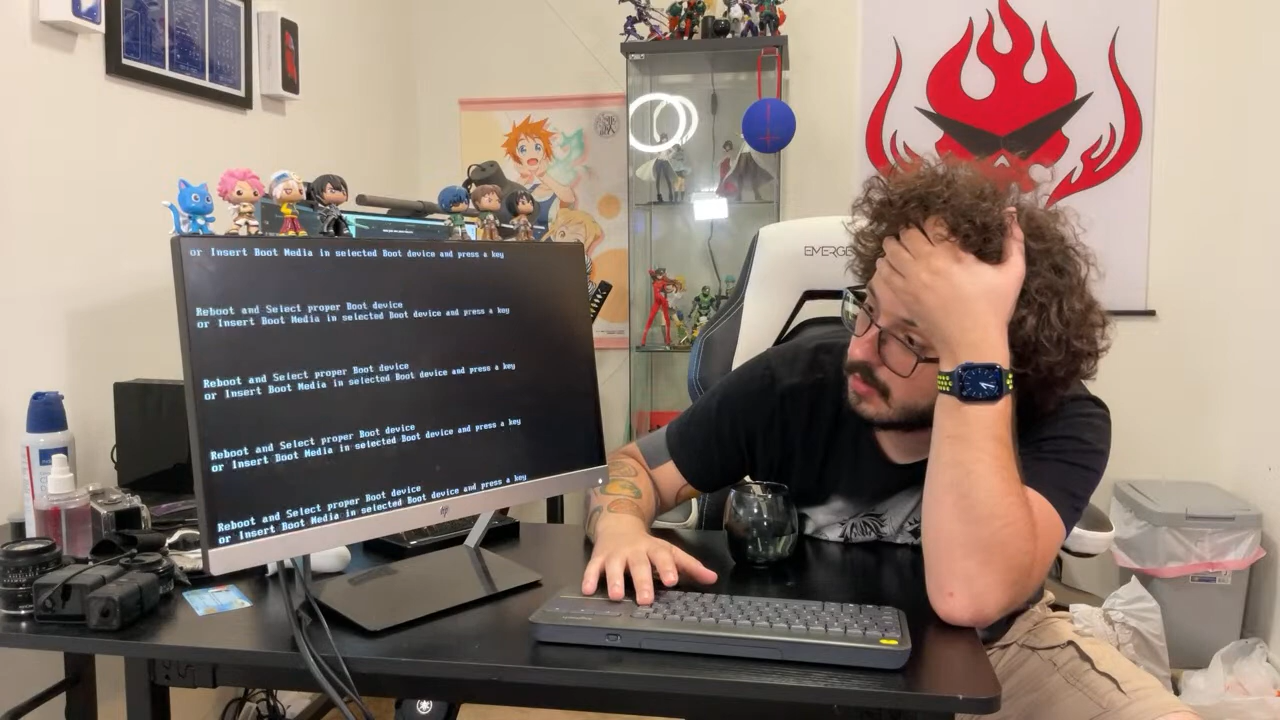 EMERGE
or Insert Boot Media in selected Boot device and press a key
Reboot and Select proper Boot device
or Insert Boot Media in selected Boot device and press a key
Reboot and Select proper Boot device
or Insert Boot Media in selected Boot device and press a key
Reboot and Select proper Boot device
or Insert Boot Media in selected Boot device and press a key
Reboot and Select proper Boot device
or Insert Boot Media in selected Boot device and press a key
hp